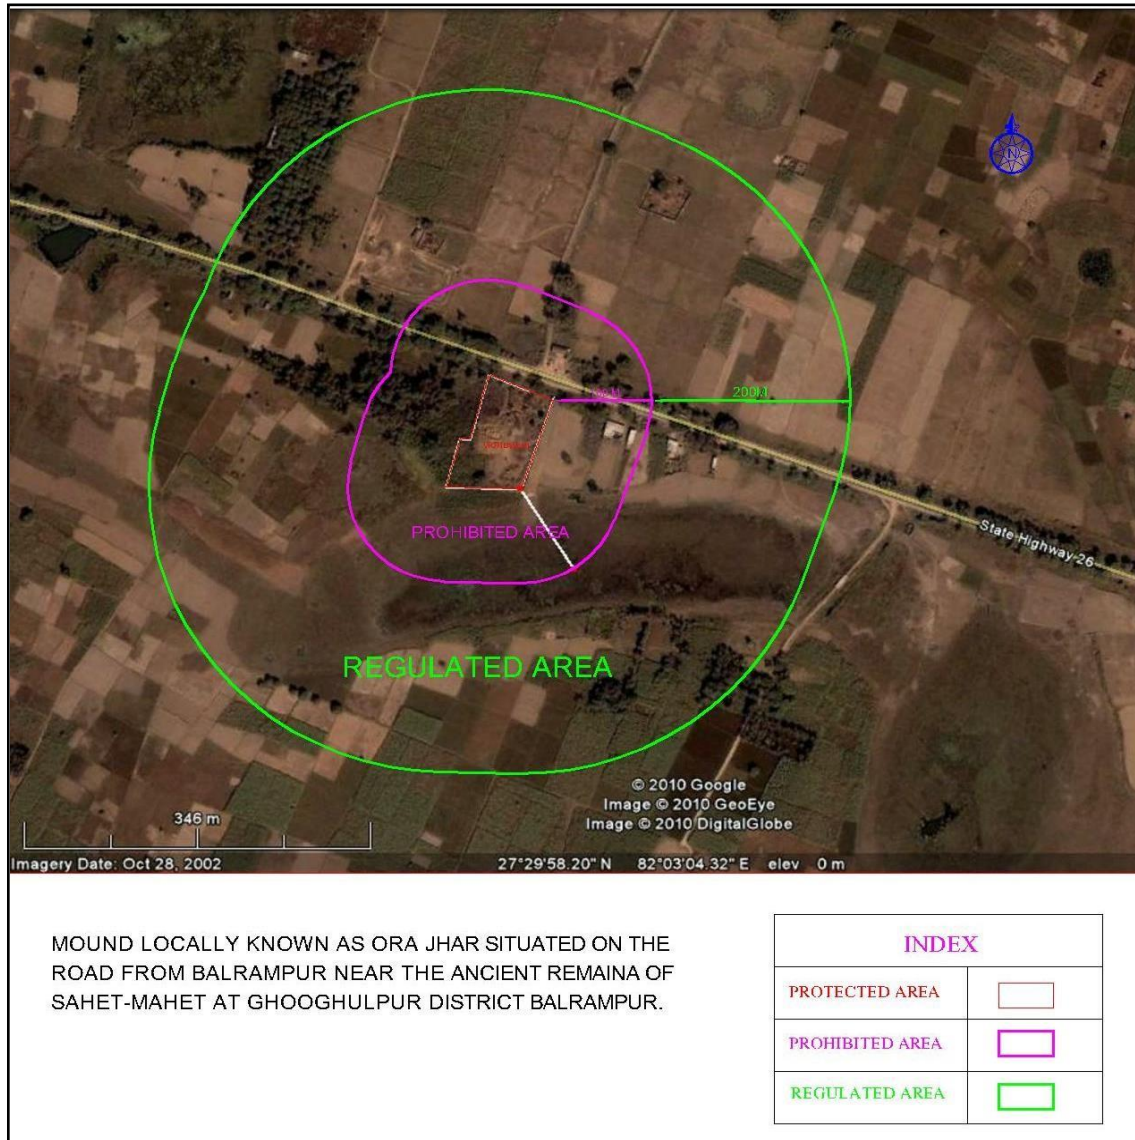 N
200M
PROHIBITED AREA
State Highway 26
REGULATED AREA
© 2010 Google
Image © 2010 GeoEye
Image © 2010 DigitalGlobe
346 m
Imagery Date: Oct 28, 2002
27°29'58.20" N 82°03'04.32" E elev 0 m
MOUND LOCALLY KNOWN AS ORA JHAR SITUATED ON THE
ROAD FROM BALRAMPUR NEAR THE ANCIENT REMAINA OF
SAHET-MAHET AT GHOOGHULPUR DISTRICT BALRAMPUR.
INDEX
PROTECTED AREA
PROHIBITED AREA
REGULATED AREA